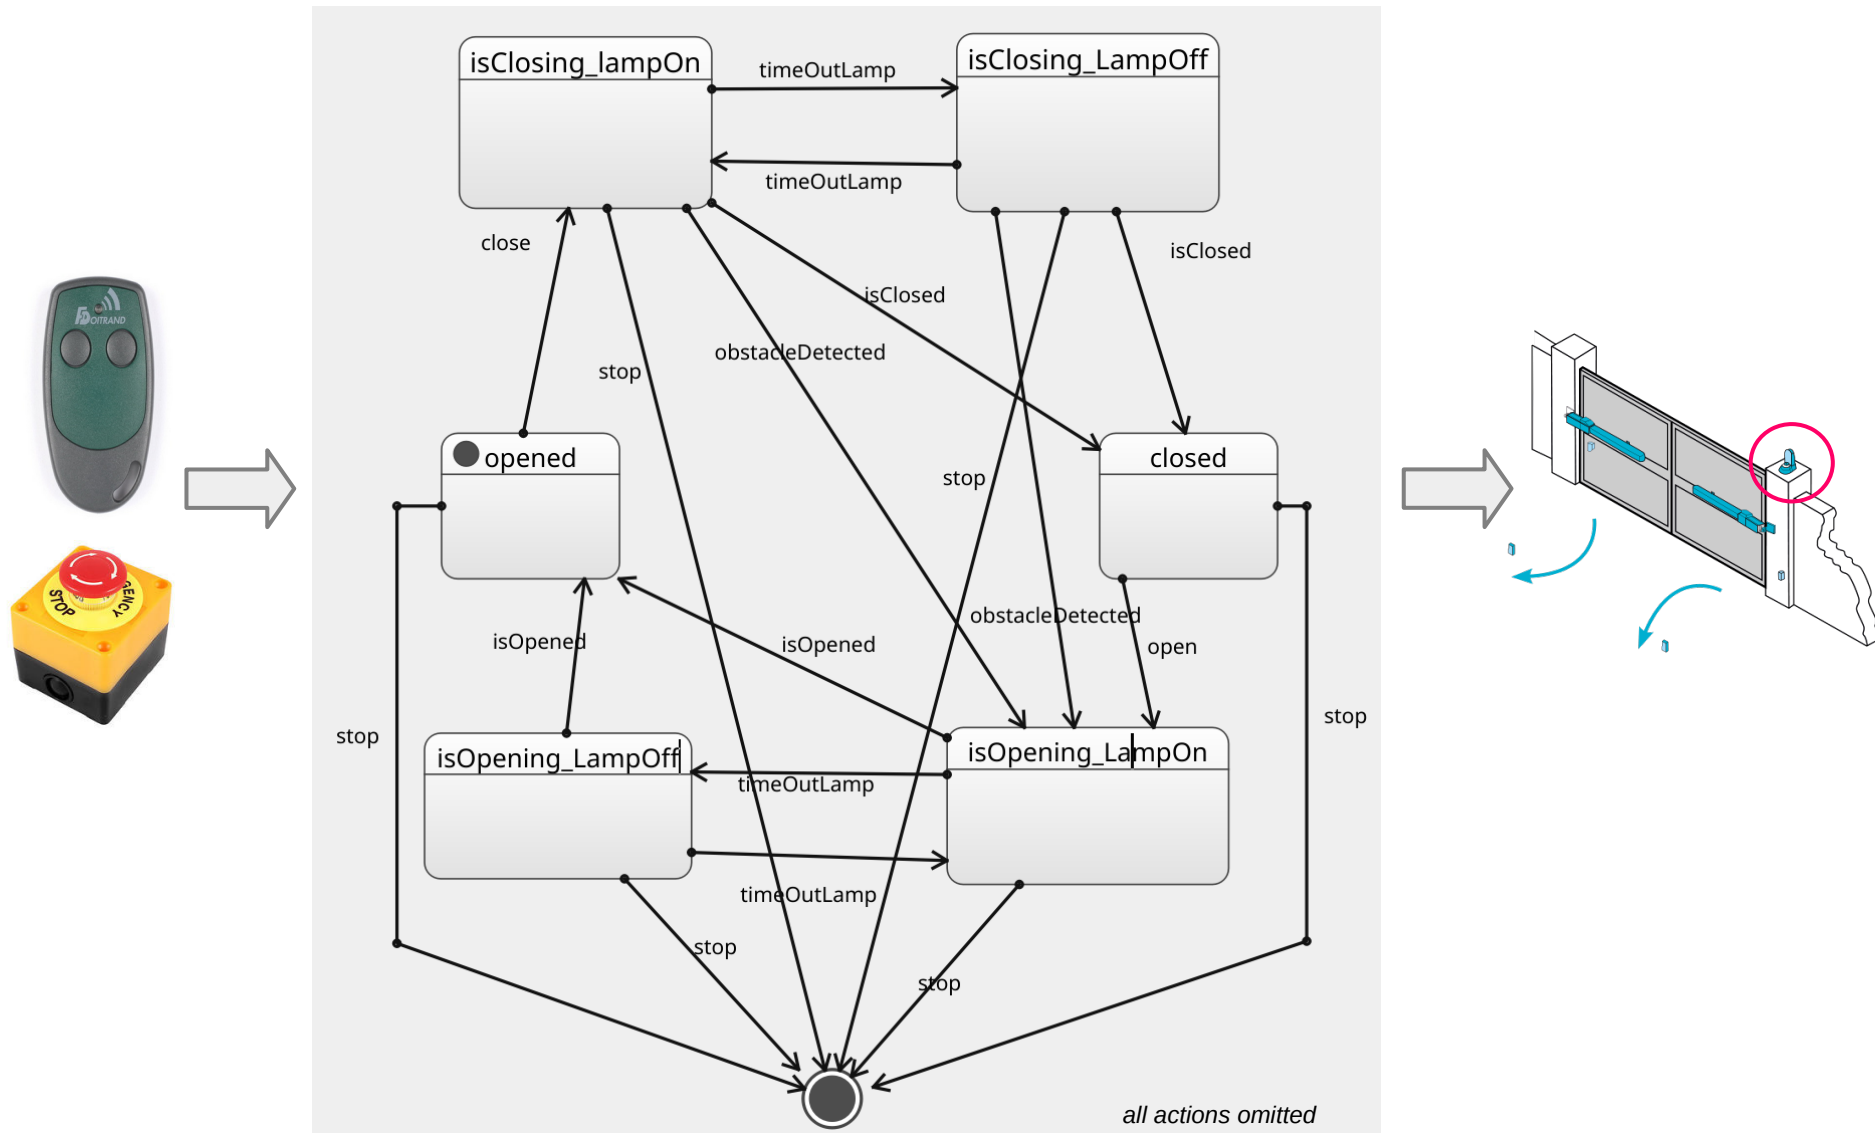 isClosing_lampOn
isClosing_LampOff
timeOutLamp
timeOutLamp
close
isClosed
isClosed
obstacleDetected
stop
DOITRAND
opened
closed
stop
STOP
obstacleDetected
isOpened
isOpened
open
stop
stop
isOpening_LampOff
isOpening_LampOn
timeOutLamp
timeOutLamp
stop
stop
all actions omitted